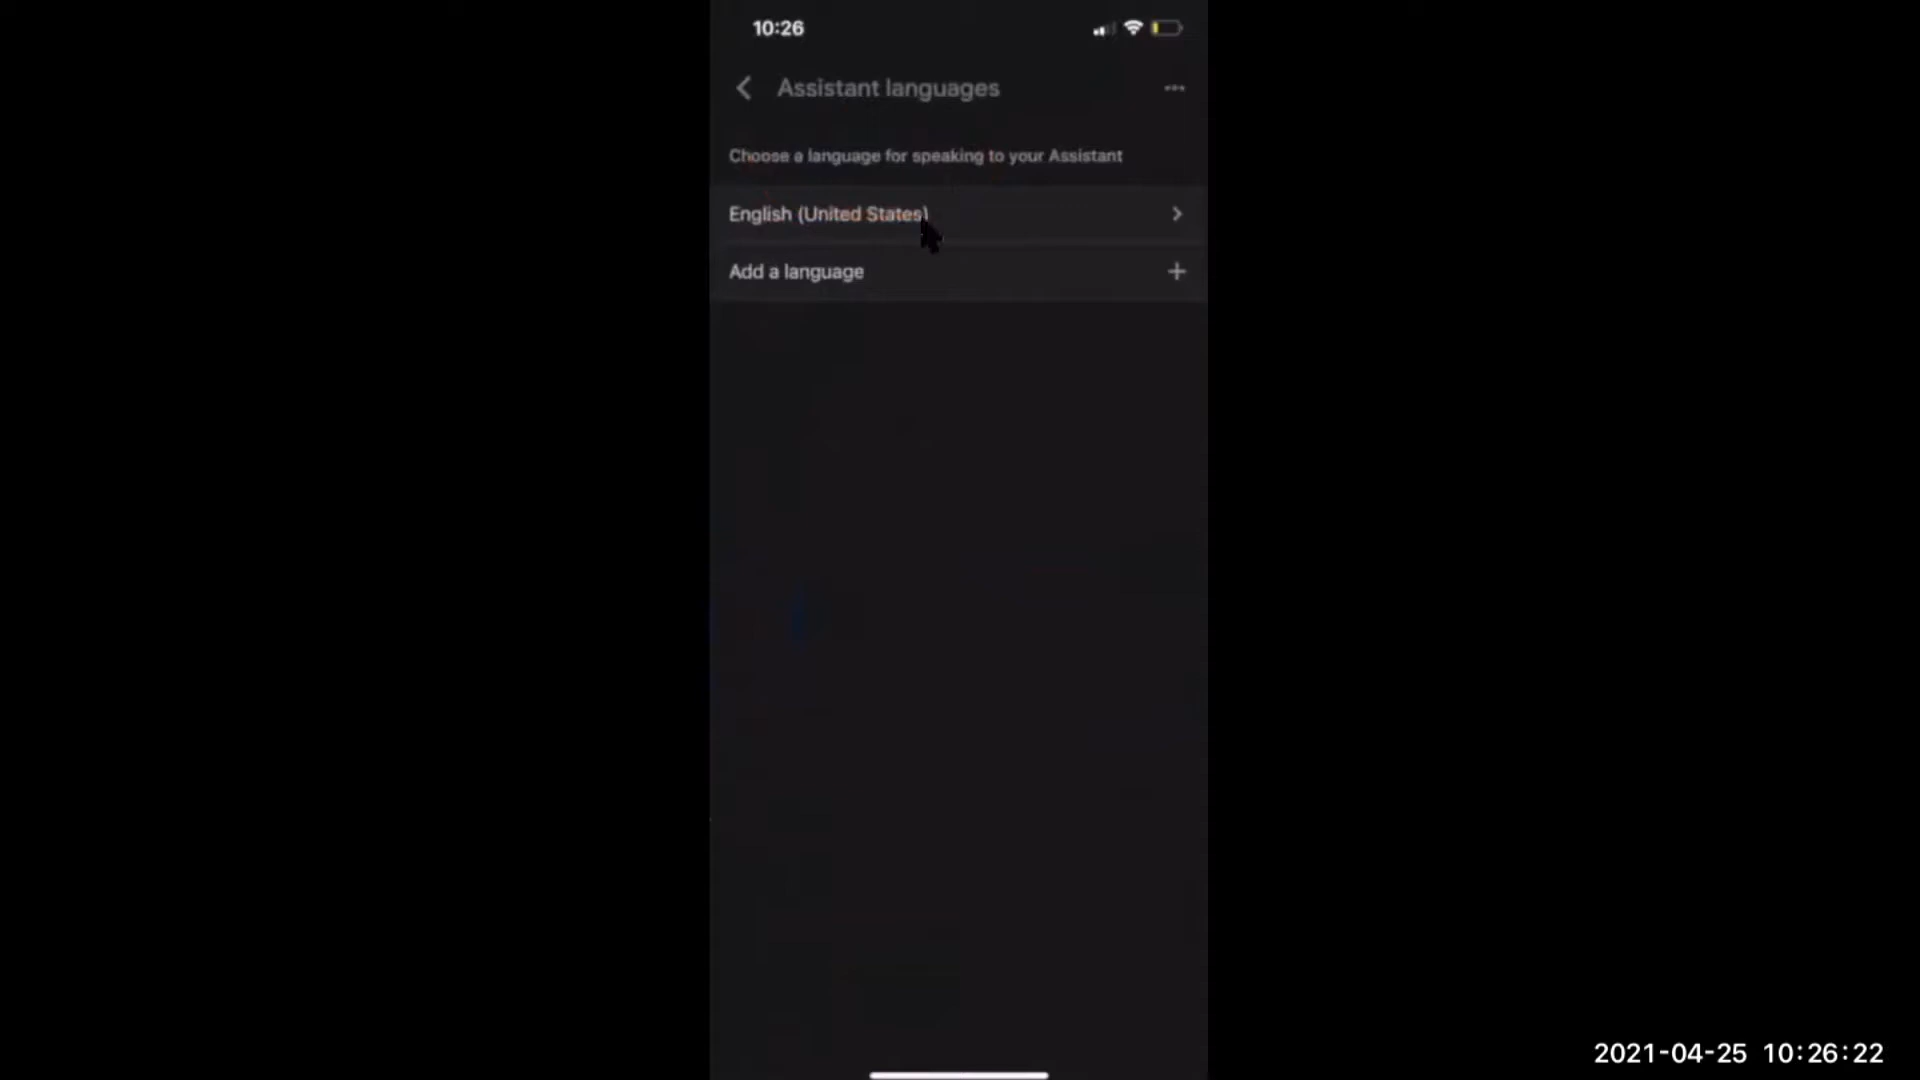 10:26
Assistant languages
Choose a language for speaking to your Assistant
English (United States)
Add a language
2021-04-25 10:26:22